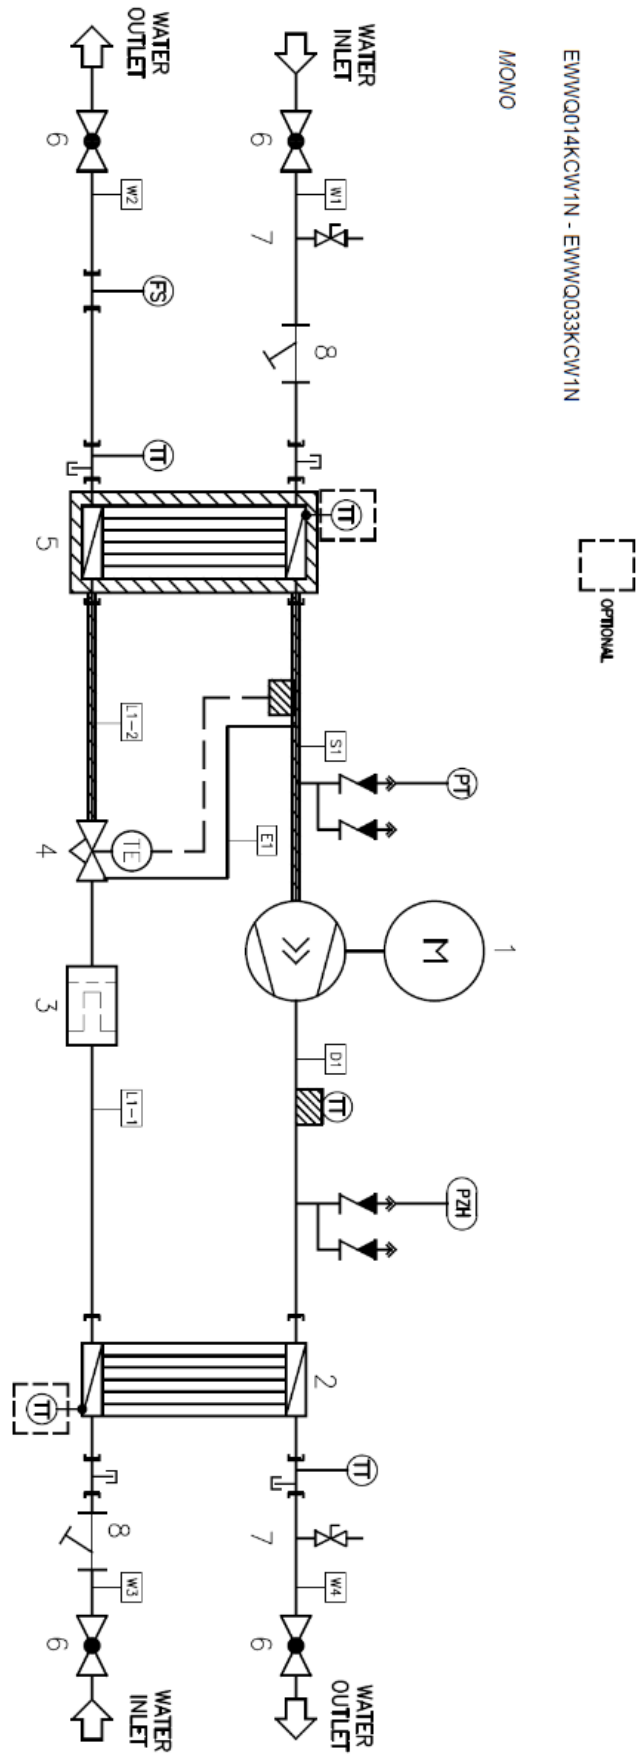 OPTIONAL
EWWQ014KCW1N - EWWQ033KCW1N
MONO
1
PT
PZH
M
WATER
INLET
TT
WATER
OUTLET
W1
8
TT
S1
D1
TT
2
W4
6
7
E1
7
6
WATER
OUTLET
FS
TT
WATER
INLET
W2
L1-2
TE
L1-1
8
W3
6
5
4
3
6
TT